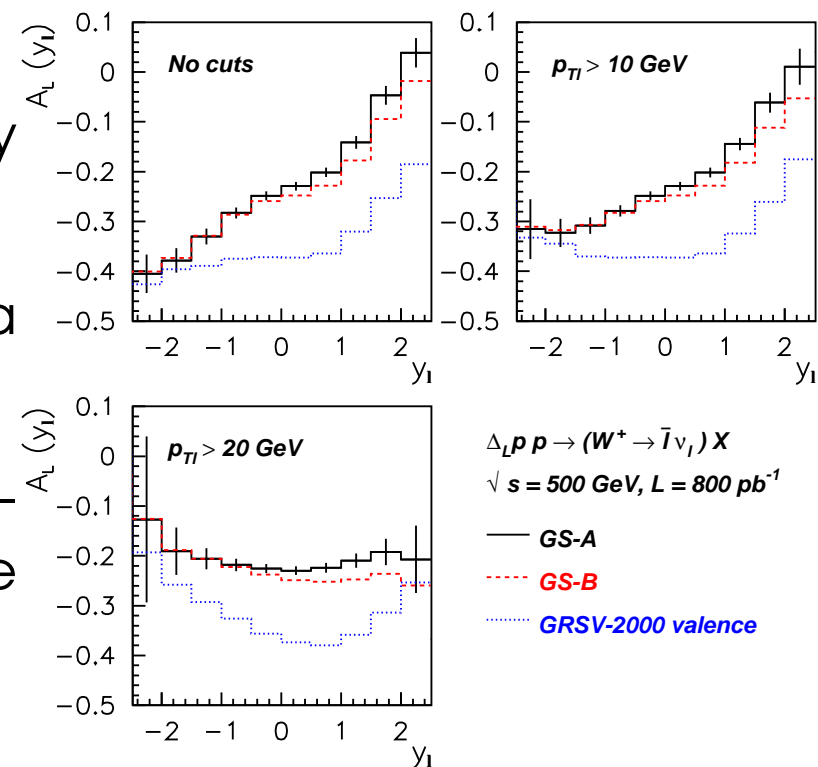 y
a
e
A_L (y_l)
0.1
0
−0.1
−0.2
−0.3
−0.4
−0.5
No cuts
−2 −1 0 1 2
y_l
0.1
0
−0.1
−0.2
−0.3
−0.4
−0.5
p_Tl > 10 GeV
−2 −1 0 1 2
y_l
A_L (y_l)
0.1
0
−0.1
−0.2
−0.3
−0.4
−0.5
p_Tl > 20 GeV
−2 −1 0 1 2
y_l
Δ_L p p → (W⁺ → l̄ ν_l ) X
√ s = 500 GeV, L = 800 pb⁻¹
GS-A
GS-B
GRSV-2000 valence